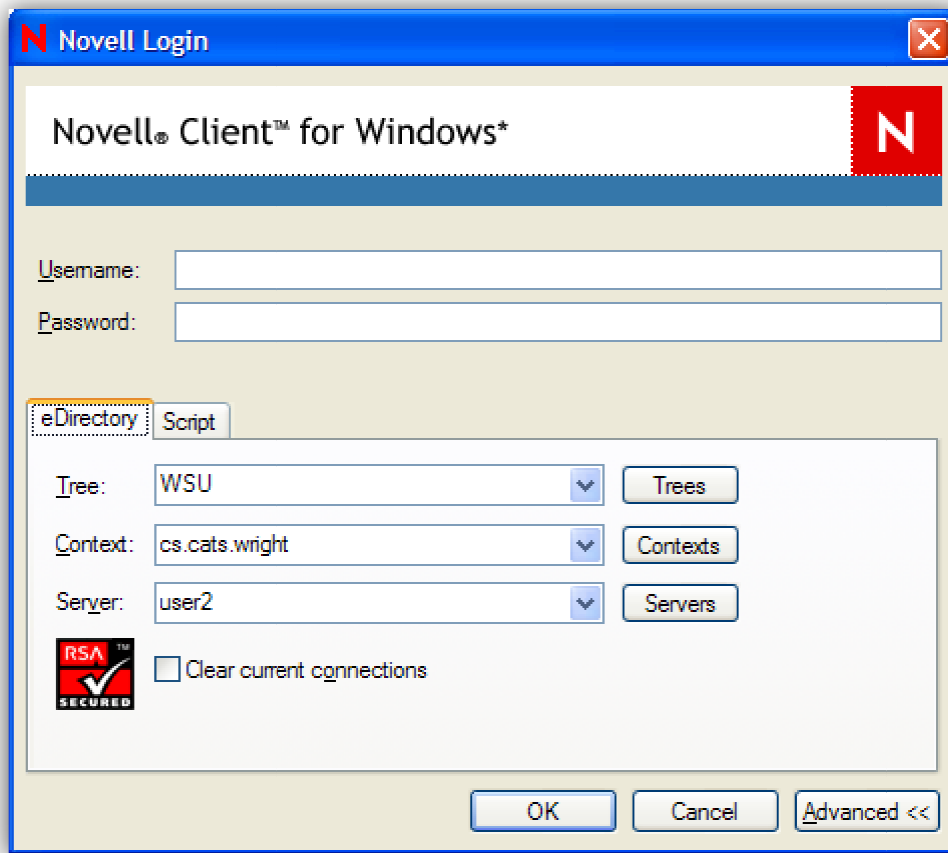 N Novell Login
Novell® Client™ for Windows*
N
Username:
Password:
eDirectory Script
Tree: WSU Trees
Context: cs.cats.wright Contexts
Server: user2 Servers
RSA ™
SECURED
Clear current connections
OK Cancel Advanced <<